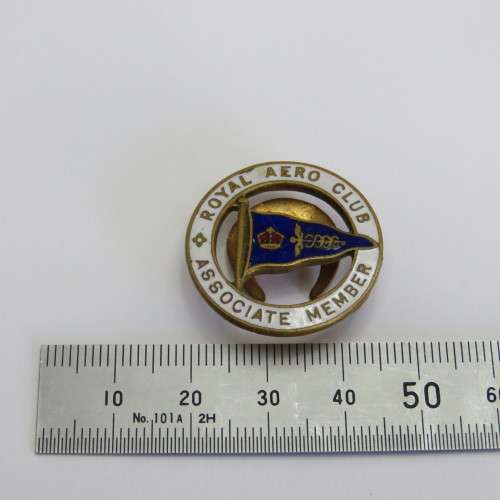 ROYAL AERO CLUB
ASSOCIATE MEMBER
10 20 30 40 50 60
No. 101A 2H